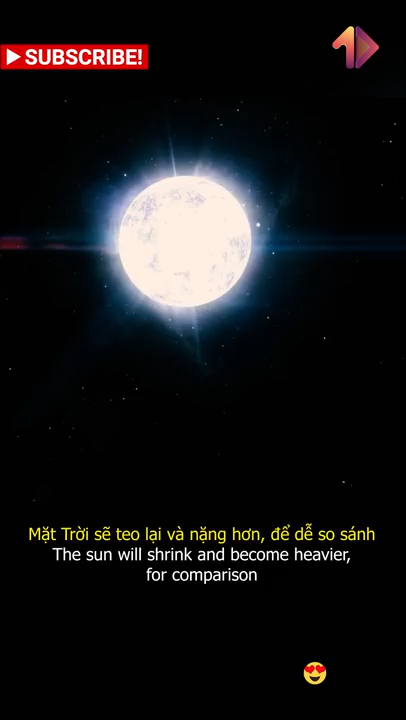 SUBSCRIBE!
Mặt Trời sẽ teo lại và nặng hơn, để dễ so sánh
The sun will shrink and become heavier,
for comparison